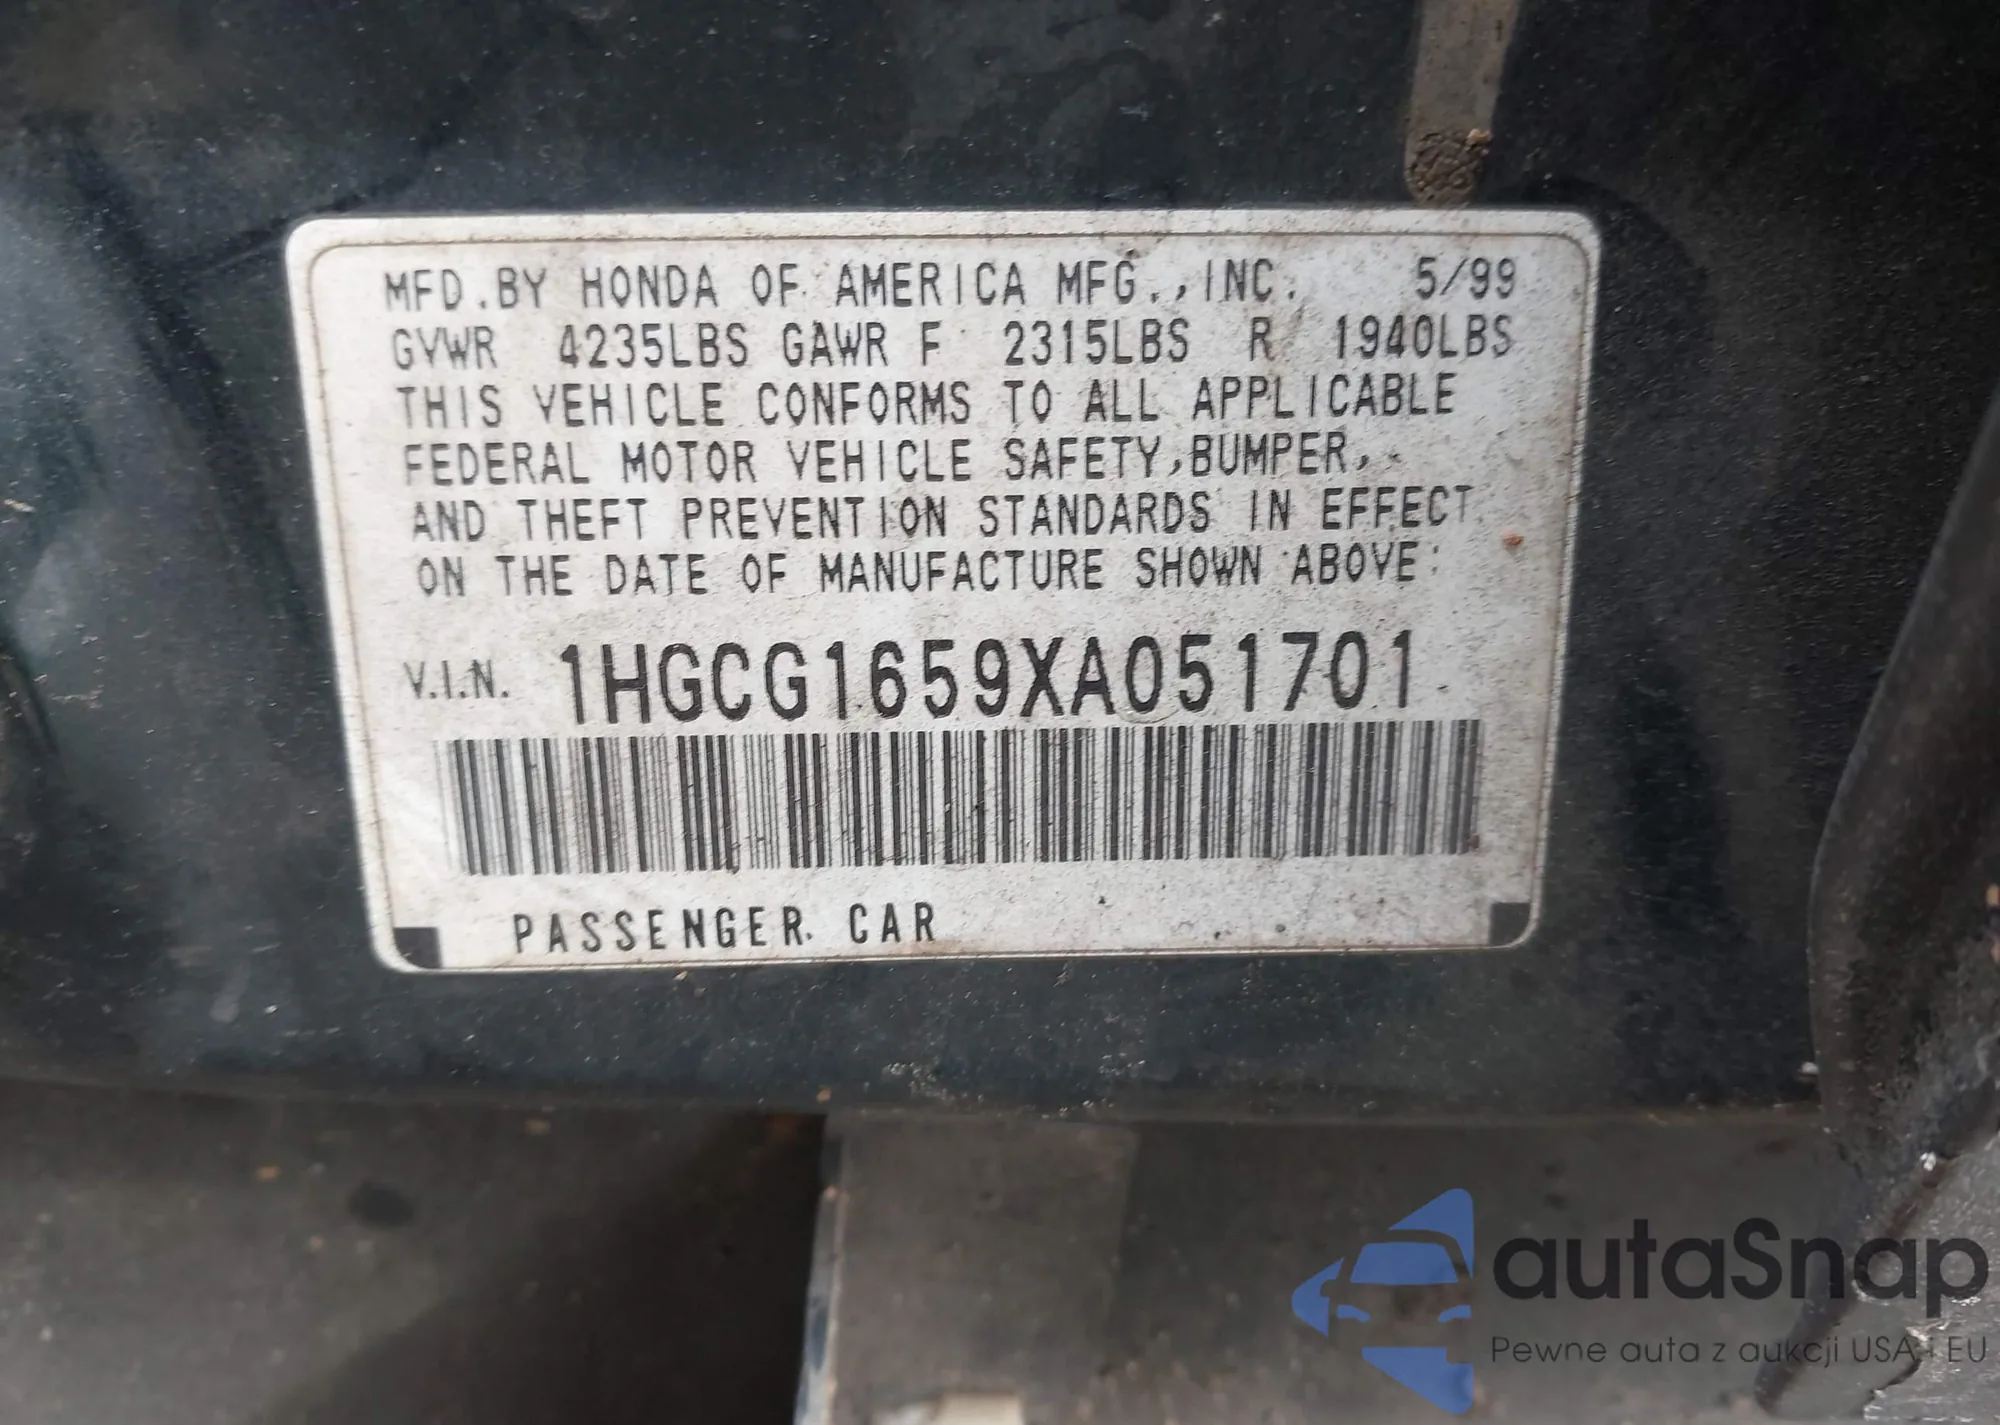 MFD.BY HONDA OF AMERICA MFG.,INC. 5/99
GVWR 4235LBS GAWR F 2315LBS R 1940LBS
THIS VEHICLE CONFORMS TO ALL APPLICABLE
FEDERAL MOTOR VEHICLE SAFETY,BUMPER,
AND THEFT PREVENTION STANDARDS IN EFFECT
ON THE DATE OF MANUFACTURE SHOWN ABOVE:
V.I.N. 1HGCG1659XA051701
PASSENGER CAR
autaSnap
Pewne auta z aukcji USA i EU